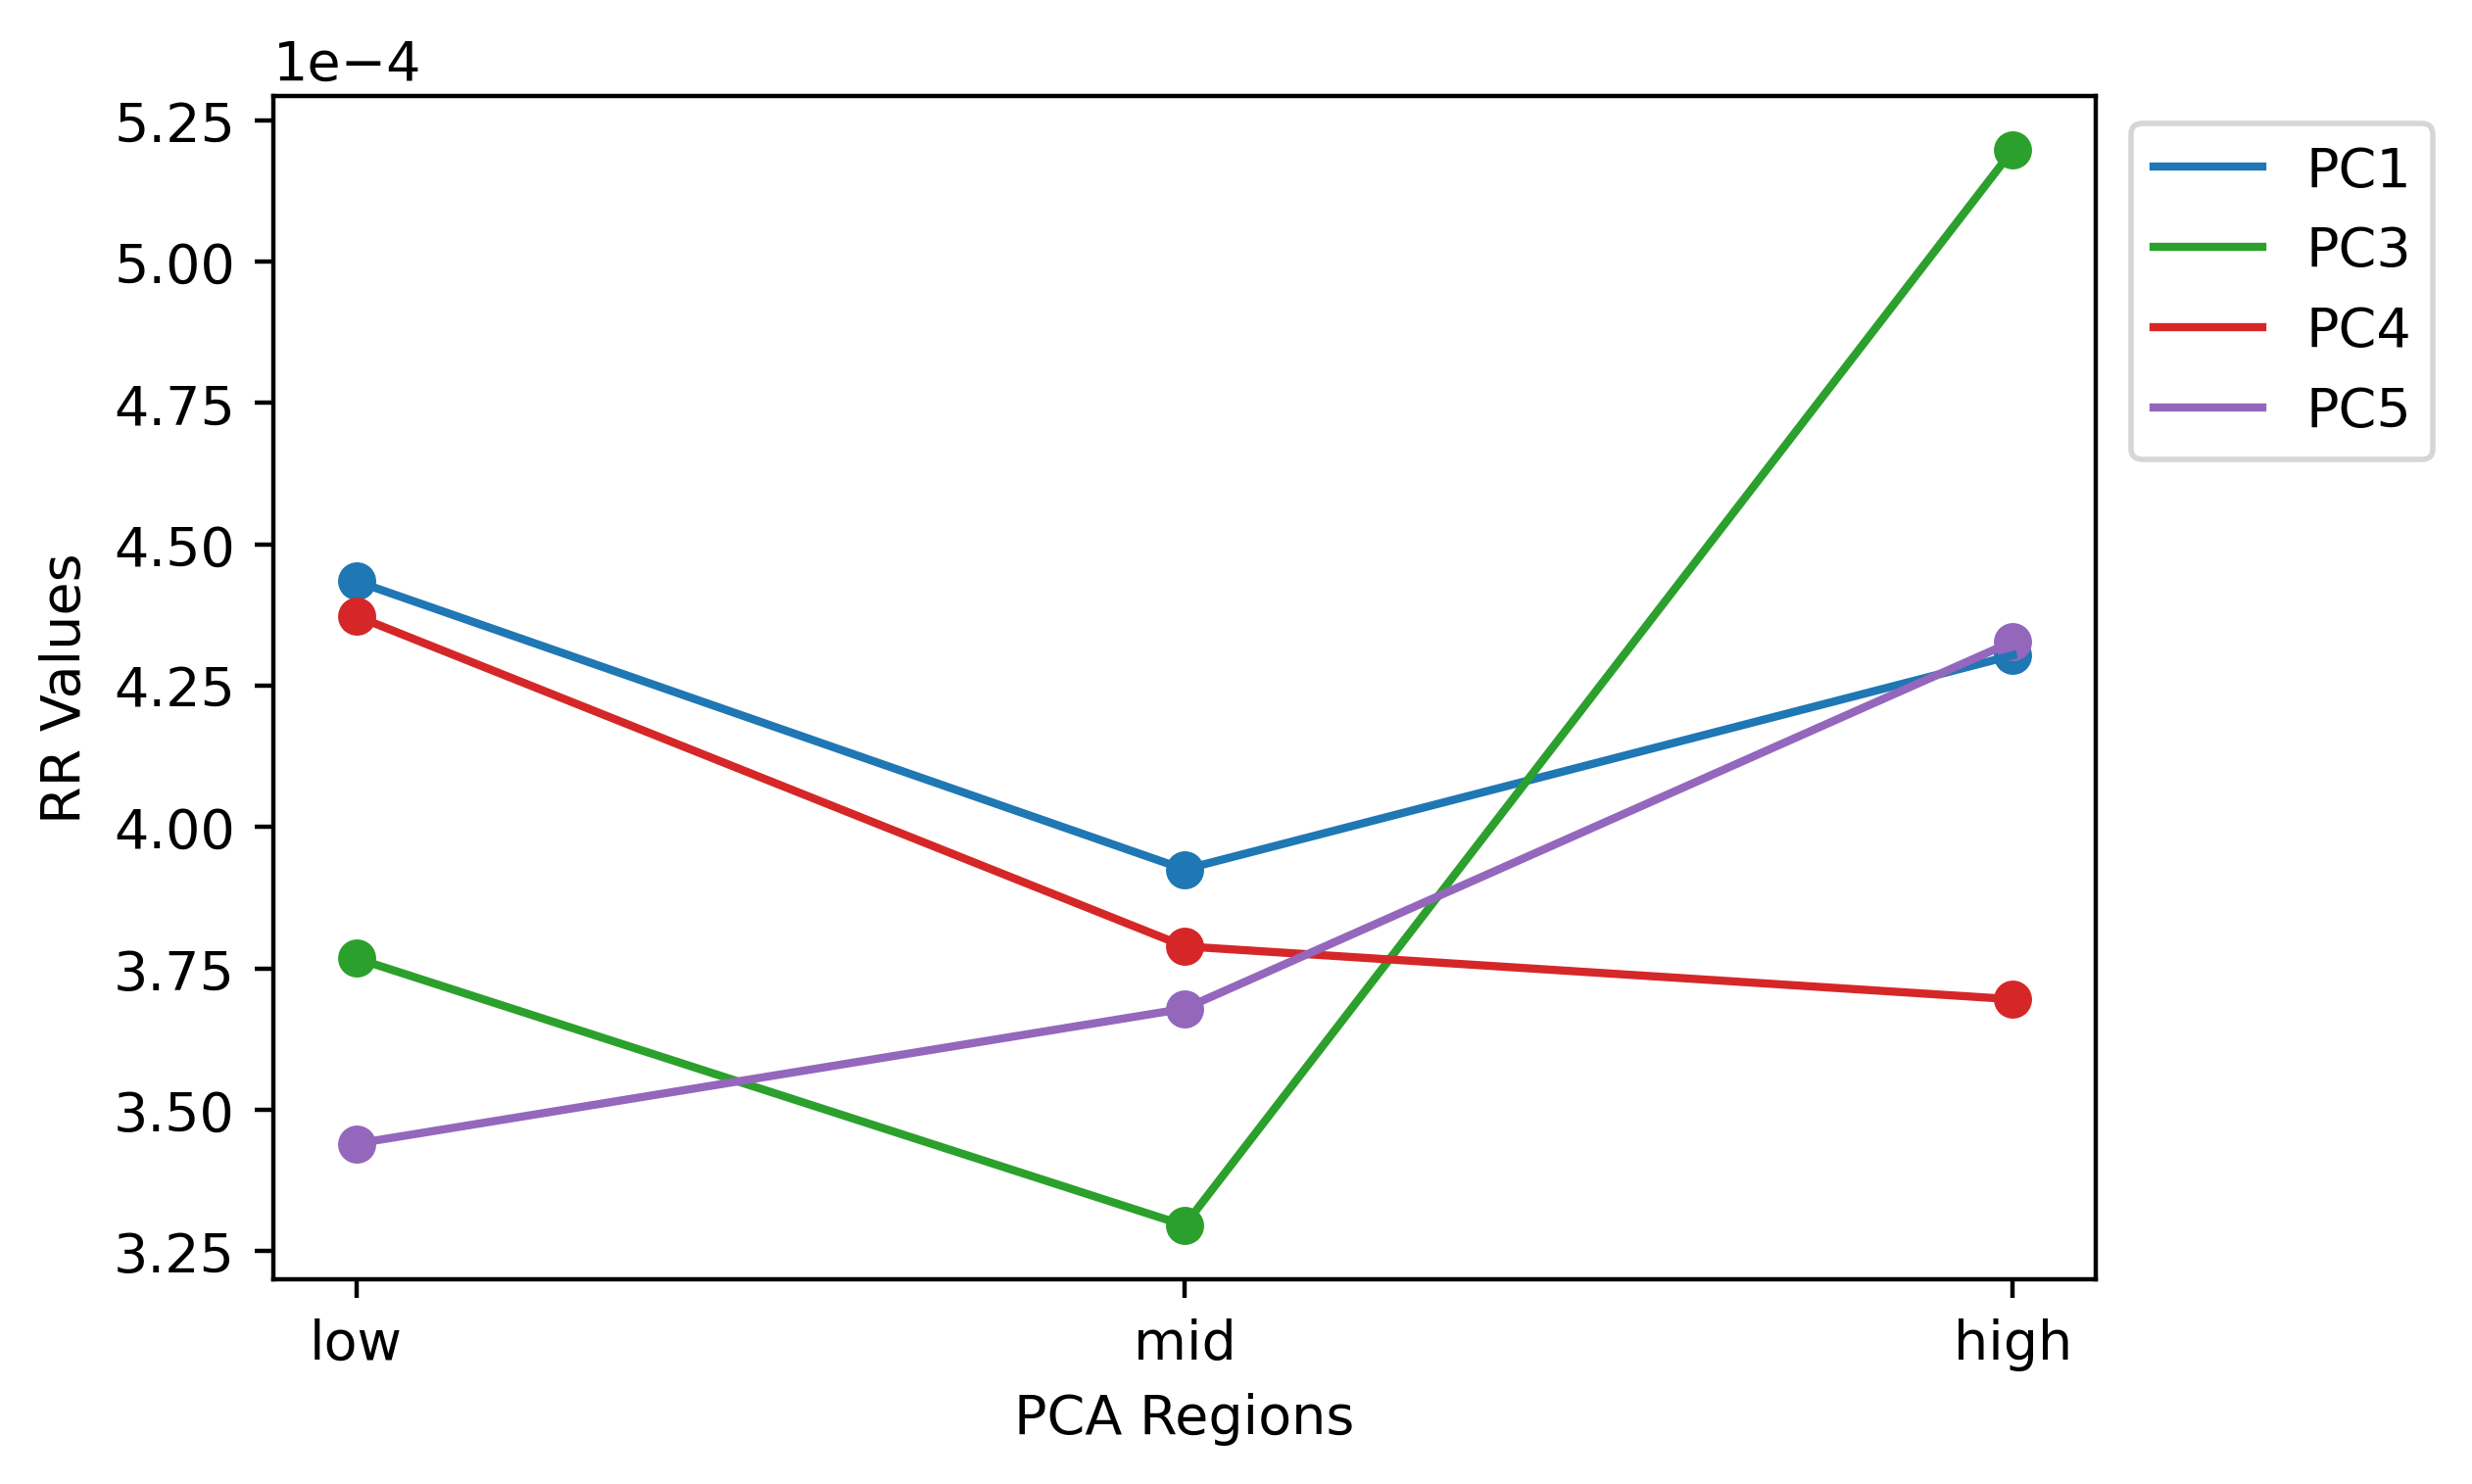 1e−4
5.25
5.00
4.75
4.50
4.25
4.00
3.75
3.50
3.25
RR Values
low
mid
high
PCA Regions
PC1
PC3
PC4
PC5